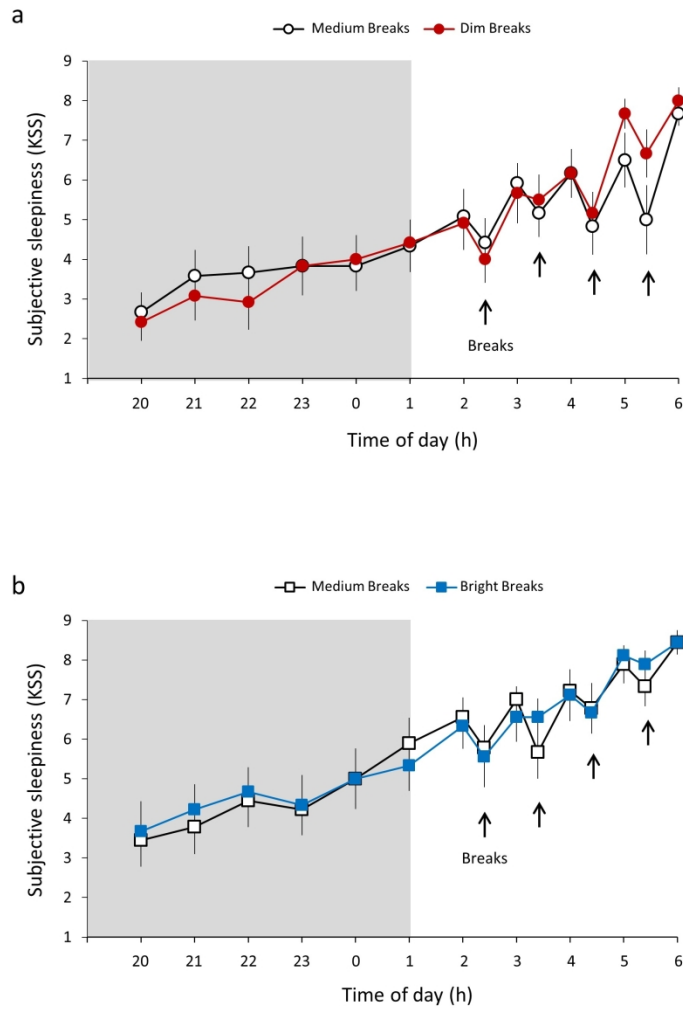 a
Medium Breaks Dim Breaks
Subjective sleepiness (KSS)
9
8
7
6
5
4
3
2
1
Breaks
20 21 22 23 0 1 2 3 4 5 6
Time of day (h)
b
Medium Breaks Bright Breaks
Subjective sleepiness (KSS)
9
8
7
6
5
4
3
2
1
Breaks
20 21 22 23 0 1 2 3 4 5 6
Time of day (h)